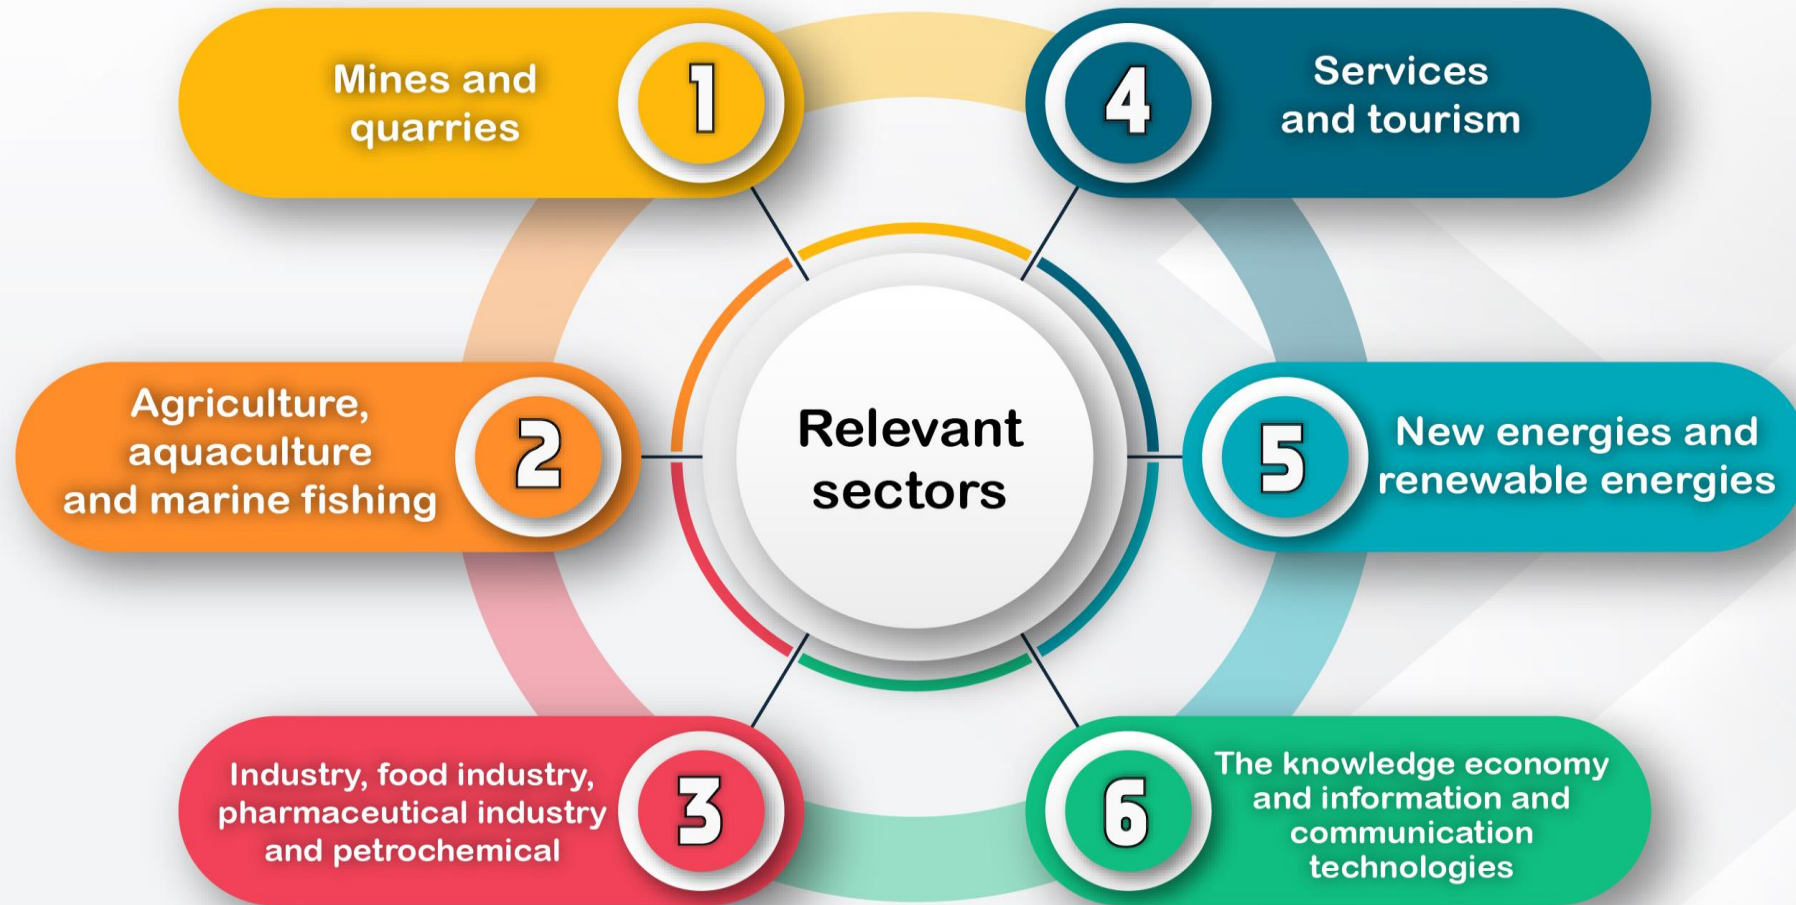 Relevant
sectors
1
Mines and
quarries
2
Agriculture,
aquaculture
and marine fishing
3
Industry, food industry,
pharmaceutical industry
and petrochemical
4
Services
and tourism
5
New energies and
renewable energies
6
The knowledge economy
and information and
communication
technologies